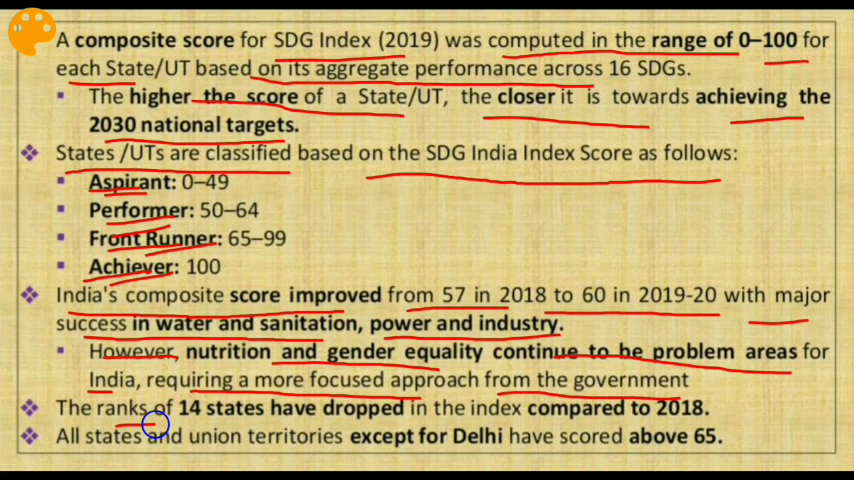 A composite score for SDG Index (2019) was computed in the range of 0–100 for
each State/UT based on its aggregate performance across 16 SDGs.
▪ The higher the score of a State/UT, the closer it is towards achieving the
2030 national targets.
❖ States /UTs are classified based on the SDG India Index Score as follows:
▪ Aspirant: 0–49
▪ Performer: 50–64
▪ Front Runner: 65–99
▪ Achiever: 100
❖ India's composite score improved from 57 in 2018 to 60 in 2019-20 with major
success in water and sanitation, power and industry.
▪ However, nutrition and gender equality continue to be problem areas for
India, requiring a more focused approach from the government
❖ The ranks of 14 states have dropped in the index compared to 2018.
❖ All states and union territories except for Delhi have scored above 65.